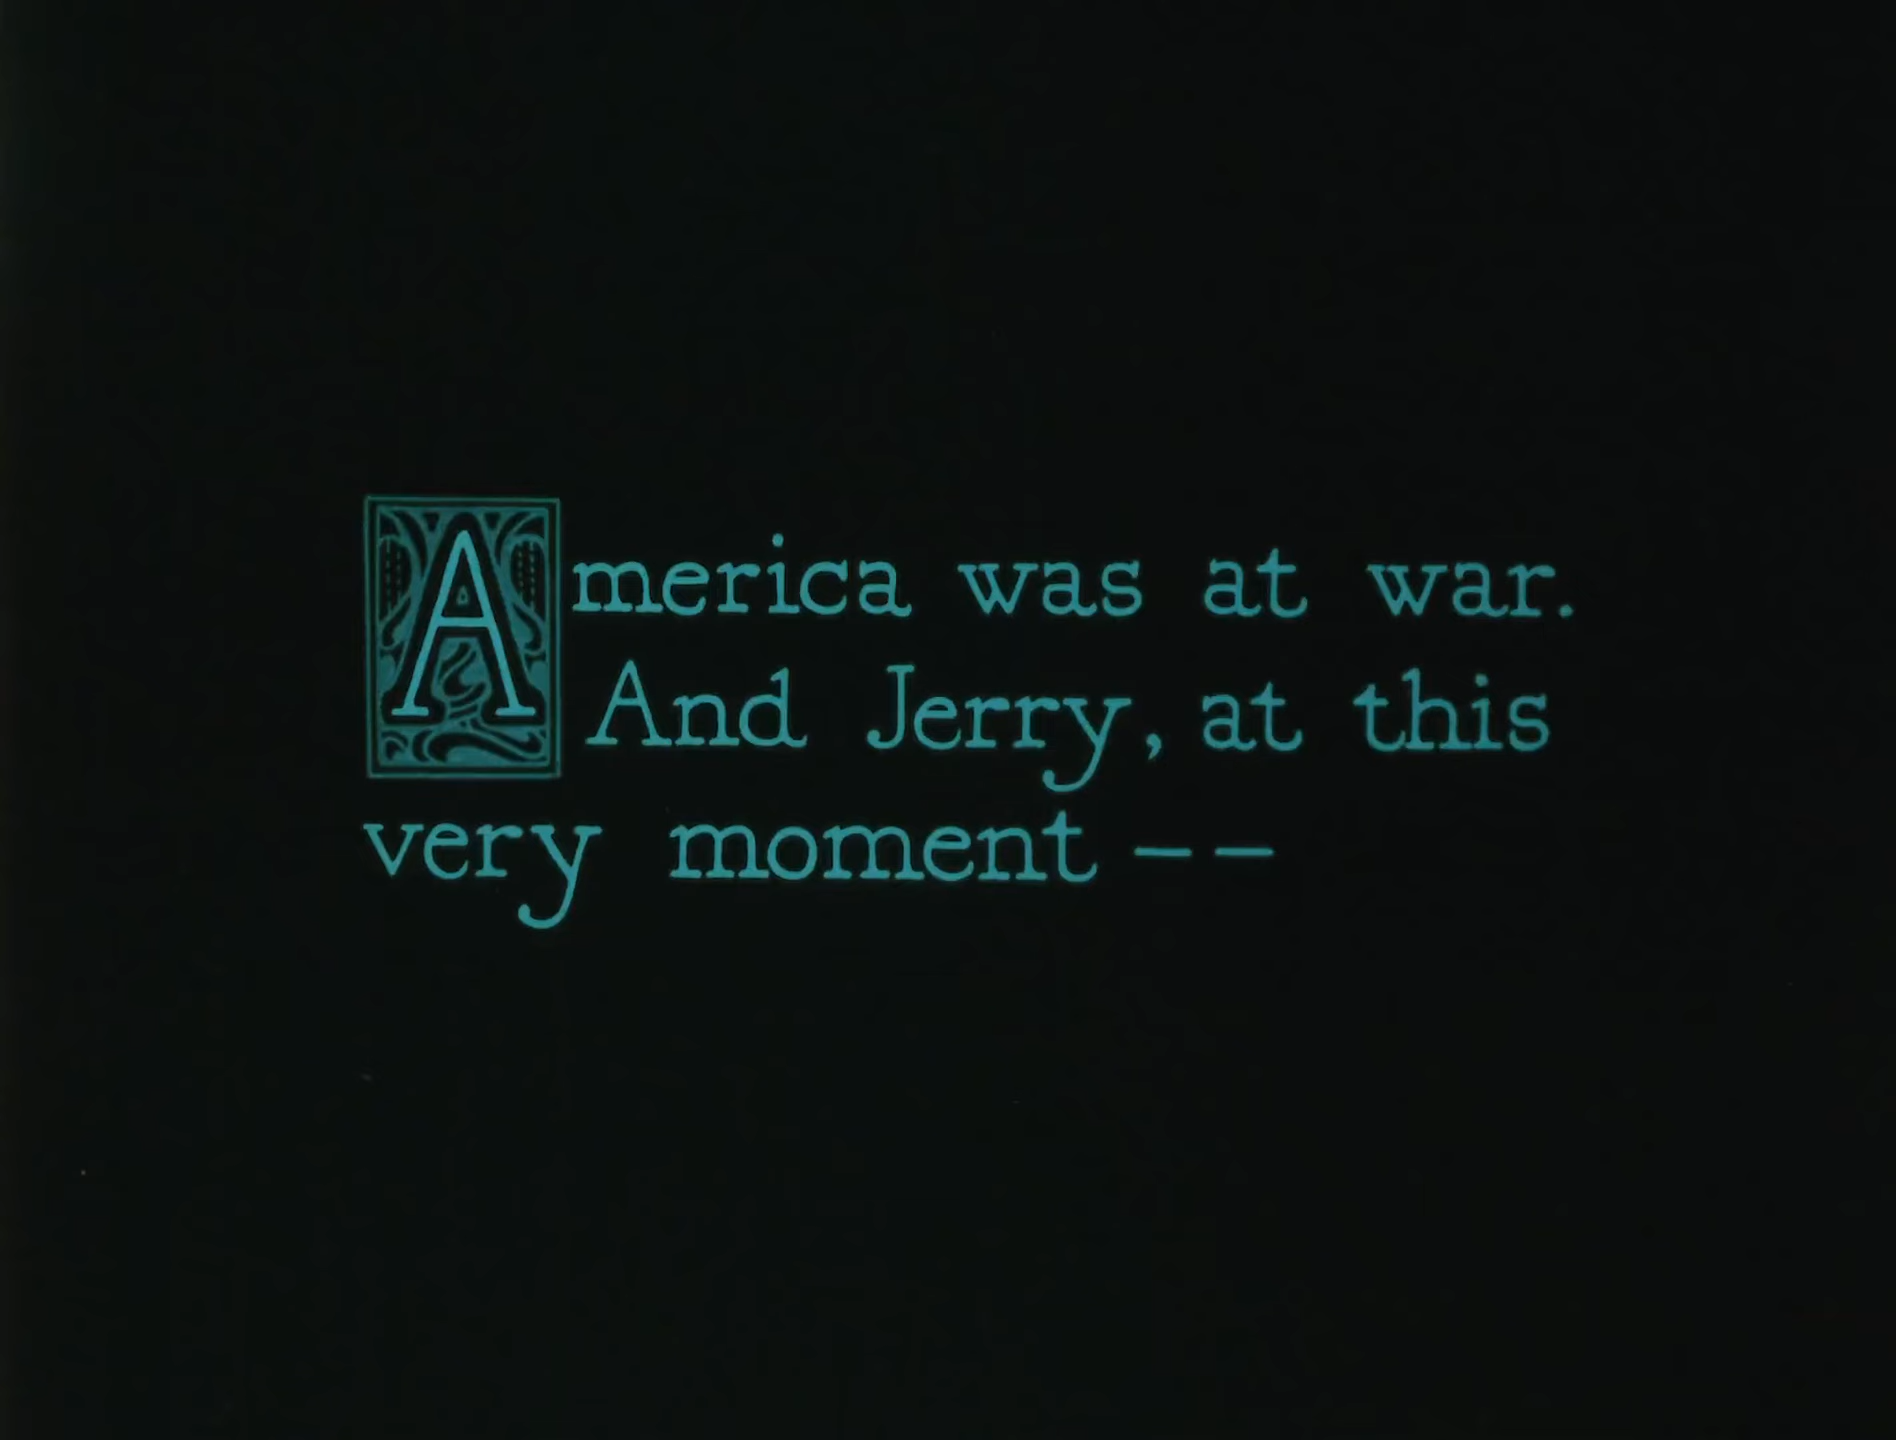 America was at war.
And Jerry, at this
very moment --